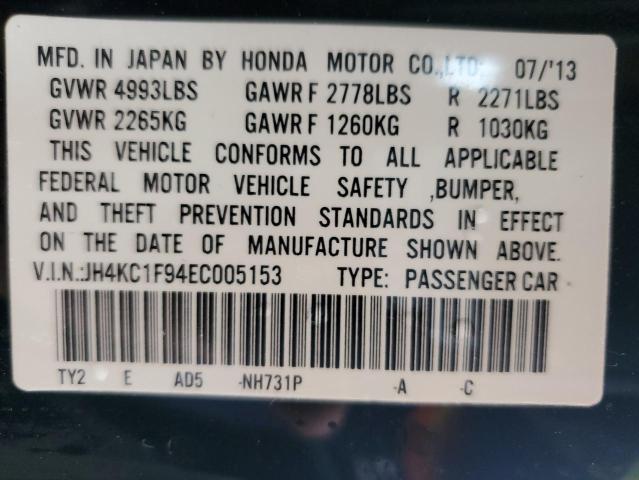 MFD. IN JAPAN BY HONDA MOTOR CO.,LTD. 07/'13
GVWR 4993LBS GAWR F 2778LBS R 2271LBS
GVWR 2265KG GAWR F 1260KG R 1030KG
THIS VEHICLE CONFORMS TO ALL APPLICABLE
FEDERAL MOTOR VEHICLE SAFETY ,BUMPER,
AND THEFT PREVENTION STANDARDS IN EFFECT
ON THE DATE OF MANUFACTURE SHOWN ABOVE.
V.I.N.:JH4KC1F94EC005153 TYPE: PASSENGER CAR
TY2 E AD5 -NH731P -A -C